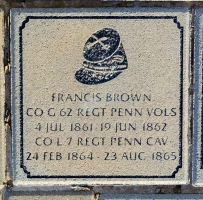 FRANCIS BROWN
CO G 62 REGT PENN VOLS
4 JUL 1861-19 JUN 1862
CO L 7 REGT PENN CAV
24 FEB 1864-23 AUG 1865